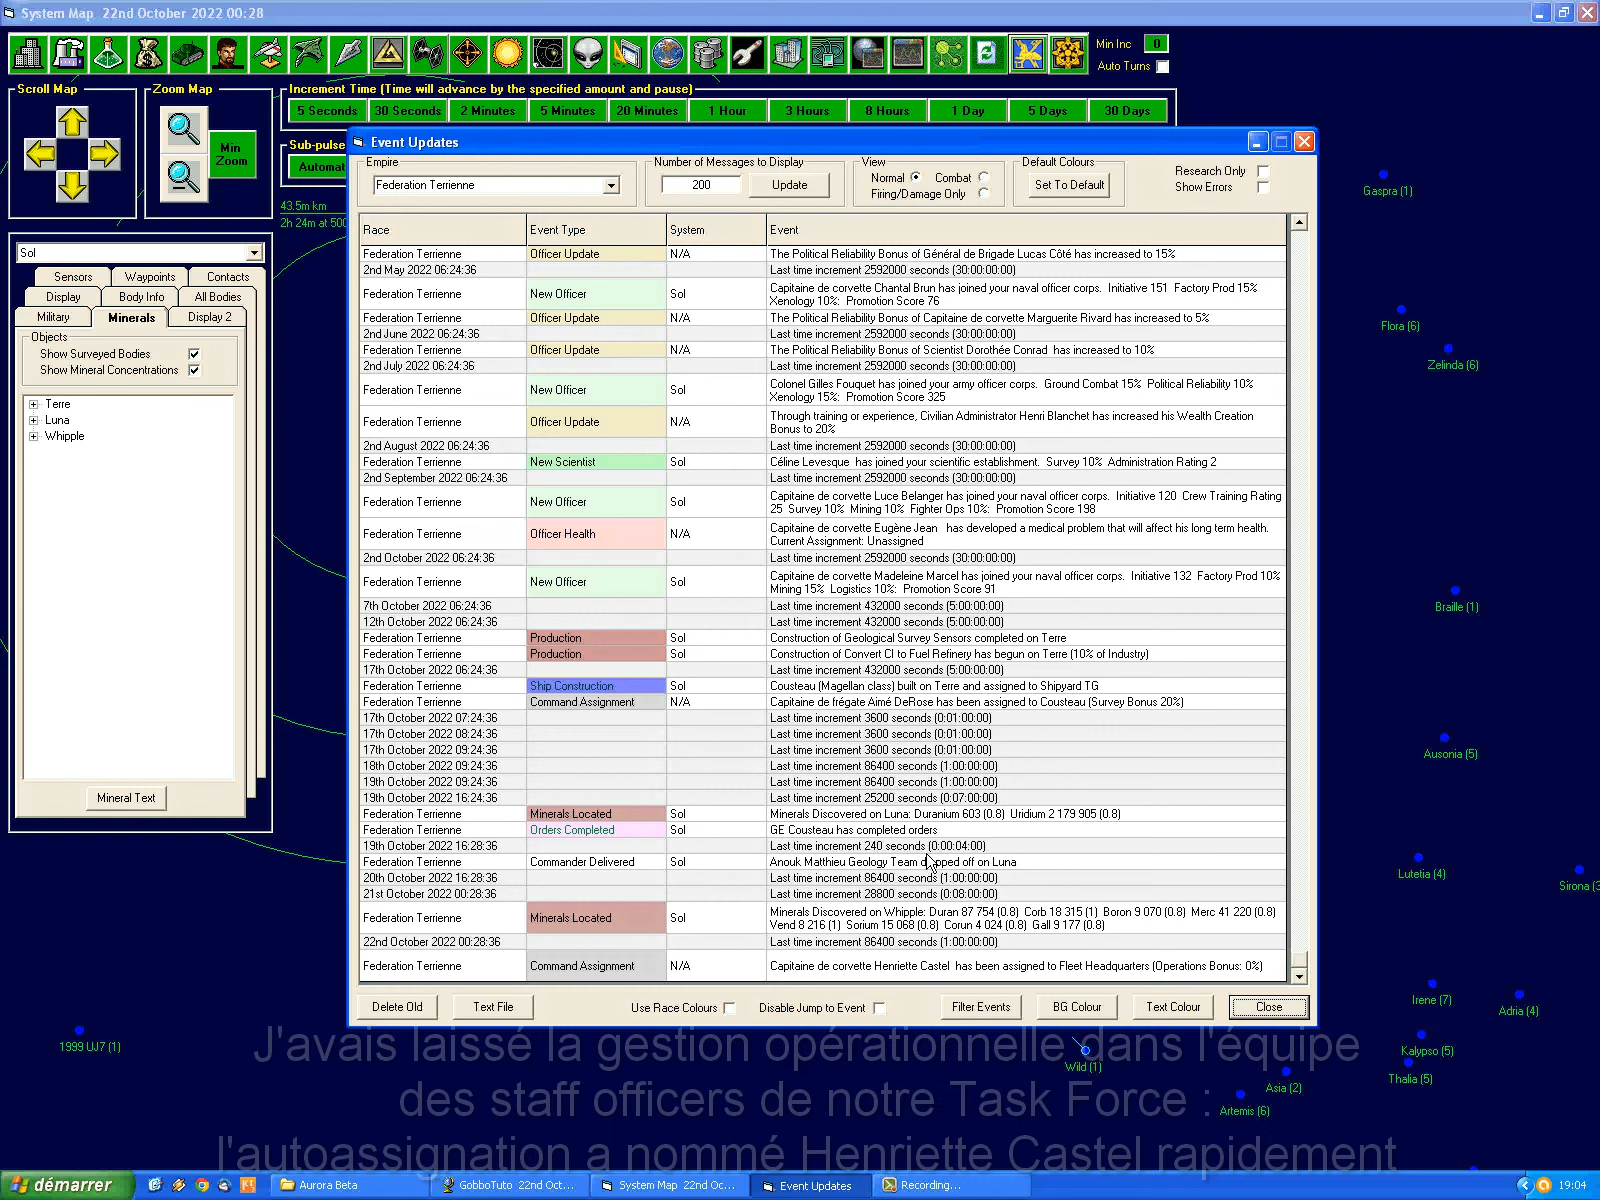 System Map  22nd October 2022 00:28
Min Inc 0
Auto Turns
Scroll Map
Zoom Map
Min Zoom
Increment Time (Time will advance by the specified amount and pause)
5 Seconds 30 Seconds 2 Minutes 5 Minutes 20 Minutes 1 Hour 3 Hours 8 Hours 1 Day 5 Days 30 Days
Sub-pulse
Automat
43.5m km
2h 24m at 500
Sol
Sensors Waypoints Contacts
Display Body Info All Bodies
Military Minerals Display 2
Objects
Show Surveyed Bodies
Show Mineral Concentrations
Terre
Luna
Whipple
Mineral Text
Event Updates
Empire
Federation Terrienne
Number of Messages to Display
200 Update
View
Normal Combat
Firing/Damage Only
Default Colours
Set To Default
Research Only
Show Errors
Race Event Type System Event
Federation Terrienne Officer Update N/A The Political Reliability Bonus of Général de Brigade Lucas Côté has increased to 15%
2nd May 2022 06:24:36 Last time increment 2592000 seconds (30:00:00:00)
Federation Terrienne New Officer Sol Capitaine de corvette Chantal Brun has joined your naval officer corps.  Initiative 151  Factory Prod 15%
Xenology 10%:  Promotion Score 76
Federation Terrienne Officer Update N/A The Political Reliability Bonus of Capitaine de corvette Marguerite Rivard has increased to 5%
2nd June 2022 06:24:36 Last time increment 2592000 seconds (30:00:00:00)
Federation Terrienne Officer Update N/A The Political Reliability Bonus of Scientist Dorothée Conrad  has increased to 10%
2nd July 2022 06:24:36 Last time increment 2592000 seconds (30:00:00:00)
Federation Terrienne New Officer Sol Colonel Gilles Fouquet has joined your army officer corps.  Ground Combat 15%  Political Reliability 10%
Xenology 15%:  Promotion Score 325
Federation Terrienne Officer Update N/A Through training or experience, Civilian Administrator Henri Blanchet has increased his Wealth Creation
Bonus to 20%
2nd August 2022 06:24:36 Last time increment 2592000 seconds (30:00:00:00)
Federation Terrienne New Scientist Sol Céline Levesque  has joined your scientific establishment.  Survey 10%  Administration Rating 2
2nd September 2022 06:24:36 Last time increment 2592000 seconds (30:00:00:00)
Federation Terrienne New Officer Sol Capitaine de corvette Luce Belanger has joined your naval officer corps.  Initiative 120  Crew Training Rating
25  Survey 10%  Mining 10%  Fighter Ops 10%:  Promotion Score 198
Federation Terrienne Officer Health N/A Capitaine de corvette Eugène Jean   has developed a medical problem that will affect his long term health.
Current Assignment: Unassigned
2nd October 2022 06:24:36 Last time increment 2592000 seconds (30:00:00:00)
Federation Terrienne New Officer Sol Capitaine de corvette Madeleine Marcel has joined your naval officer corps.  Initiative 132  Factory Prod 10%
Mining 15%  Logistics 10%:  Promotion Score 91
7th October 2022 06:24:36 Last time increment 432000 seconds (5:00:00:00)
12th October 2022 06:24:36 Last time increment 432000 seconds (5:00:00:00)
Federation Terrienne Production Sol Construction of Geological Survey Sensors completed on Terre
Federation Terrienne Production Sol Construction of Convert CI to Fuel Refinery has begun on Terre (10% of Industry)
17th October 2022 06:24:36 Last time increment 432000 seconds (5:00:00:00)
Federation Terrienne Ship Construction Sol Cousteau (Magellan class) built on Terre and assigned to Shipyard TG
Federation Terrienne Command Assignment N/A Capitaine de frégate Aimé DeRose has been assigned to Cousteau (Survey Bonus 20%)
17th October 2022 07:24:36 Last time increment 3600 seconds (0:01:00:00)
17th October 2022 08:24:36 Last time increment 3600 seconds (0:01:00:00)
17th October 2022 09:24:36 Last time increment 3600 seconds (0:01:00:00)
18th October 2022 09:24:36 Last time increment 86400 seconds (1:00:00:00)
19th October 2022 09:24:36 Last time increment 86400 seconds (1:00:00:00)
19th October 2022 16:24:36 Last time increment 25200 seconds (0:07:00:00)
Federation Terrienne Minerals Located Sol Minerals Discovered on Luna: Duranium 603 (0.8)  Uridium 2 179 905 (0.8)
Federation Terrienne Orders Completed Sol GE Cousteau has completed orders
19th October 2022 16:28:36 Last time increment 240 seconds (0:00:04:00)
Federation Terrienne Commander Delivered Sol Anouk Matthieu Geology Team dropped off on Luna
20th October 2022 16:28:36 Last time increment 86400 seconds (1:00:00:00)
21st October 2022 00:28:36 Last time increment 28800 seconds (0:08:00:00)
Federation Terrienne Minerals Located Sol Minerals Discovered on Whipple: Duran 87 754 (0.8)  Corb 18 315 (1)  Boron 9 070 (0.8)  Merc 41 220 (0.8)
Vend 8 216 (1)  Sorium 15 068 (0.8)  Corun 4 024 (0.8)  Gall 9 177 (0.8)
22nd October 2022 00:28:36 Last time increment 86400 seconds (1:00:00:00)
Federation Terrienne Command Assignment N/A Capitaine de corvette Henriette Castel  has been assigned to Fleet Headquarters (Operations Bonus: 0%)
Delete Old Text File Use Race Colours Disable Jump to Event Filter Events BG Colour Text Colour Close
Gaspra (1)
Flora (6)
Zelinda (6)
Braille (1)
Ausonia (5)
Lutetia (4)
Sirona (3
Irene (7)
Adria (4)
Kalypso (5)
Thalia (5)
Wild (1)
Asia (2)
Artemis (6)
1999 UJ7 (1)
J'avais laissé la gestion opérationnelle dans l'équipe
des staff officers de notre Task Force :
l'autoassignation a nommé Henriette Castel rapidement
démarrer Aurora Beta GobboTuto  22nd Oct... System Map  22nd Oc... Event Updates Recording... 19:04